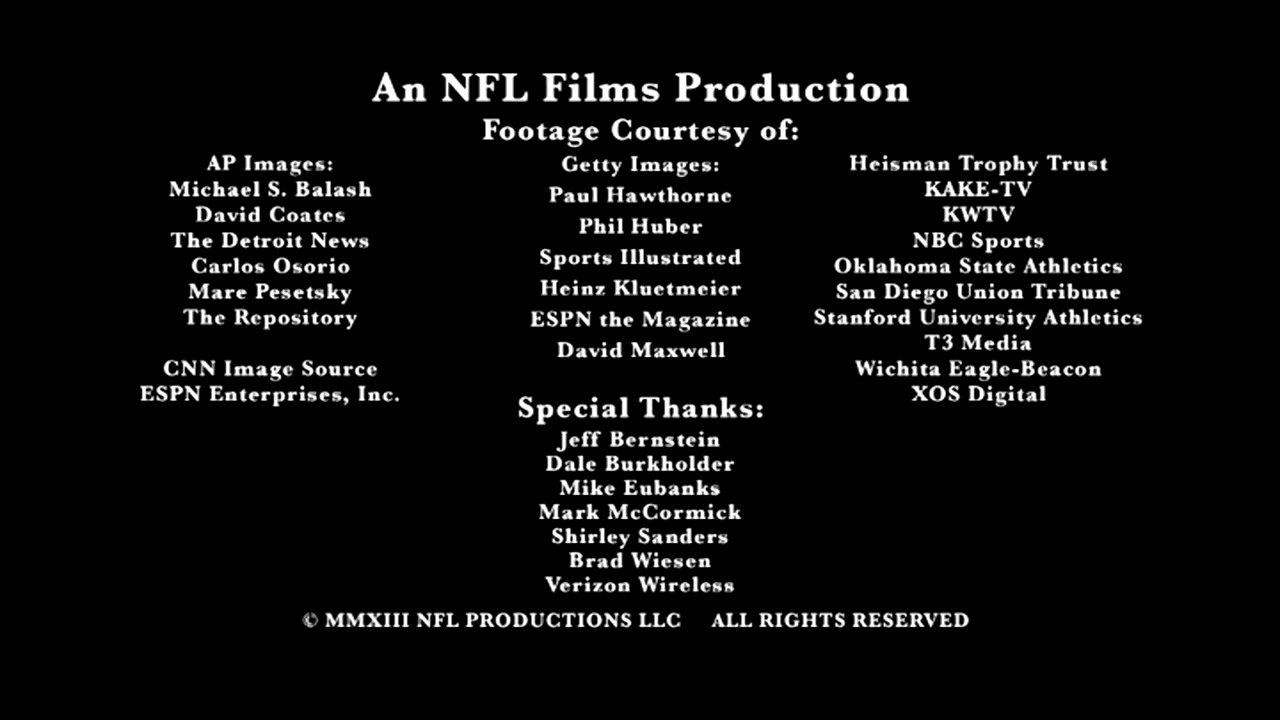 An NFL Films Production
Footage Courtesy of:
AP Images:
Michael S. Balash
David Coates
The Detroit News
Carlos Osorio
Mare Pesetsky
The Repository
CNN Image Source
ESPN Enterprises, Inc.
Getty Images:
Paul Hawthorne
Phil Huber
Sports Illustrated
Heinz Kluetmeier
ESPN the Magazine
David Maxwell
Heisman Trophy Trust
KAKE-TV
KWTV
NBC Sports
Oklahoma State Athletics
San Diego Union Tribune
Stanford University Athletics
T3 Media
Wichita Eagle-Beacon
XOS Digital
Special Thanks:
Jeff Bernstein
Dale Burkholder
Mike Eubanks
Mark McCormick
Shirley Sanders
Brad Wiesen
Verizon Wireless
© MMXIII NFL PRODUCTIONS LLC ALL RIGHTS RESERVED